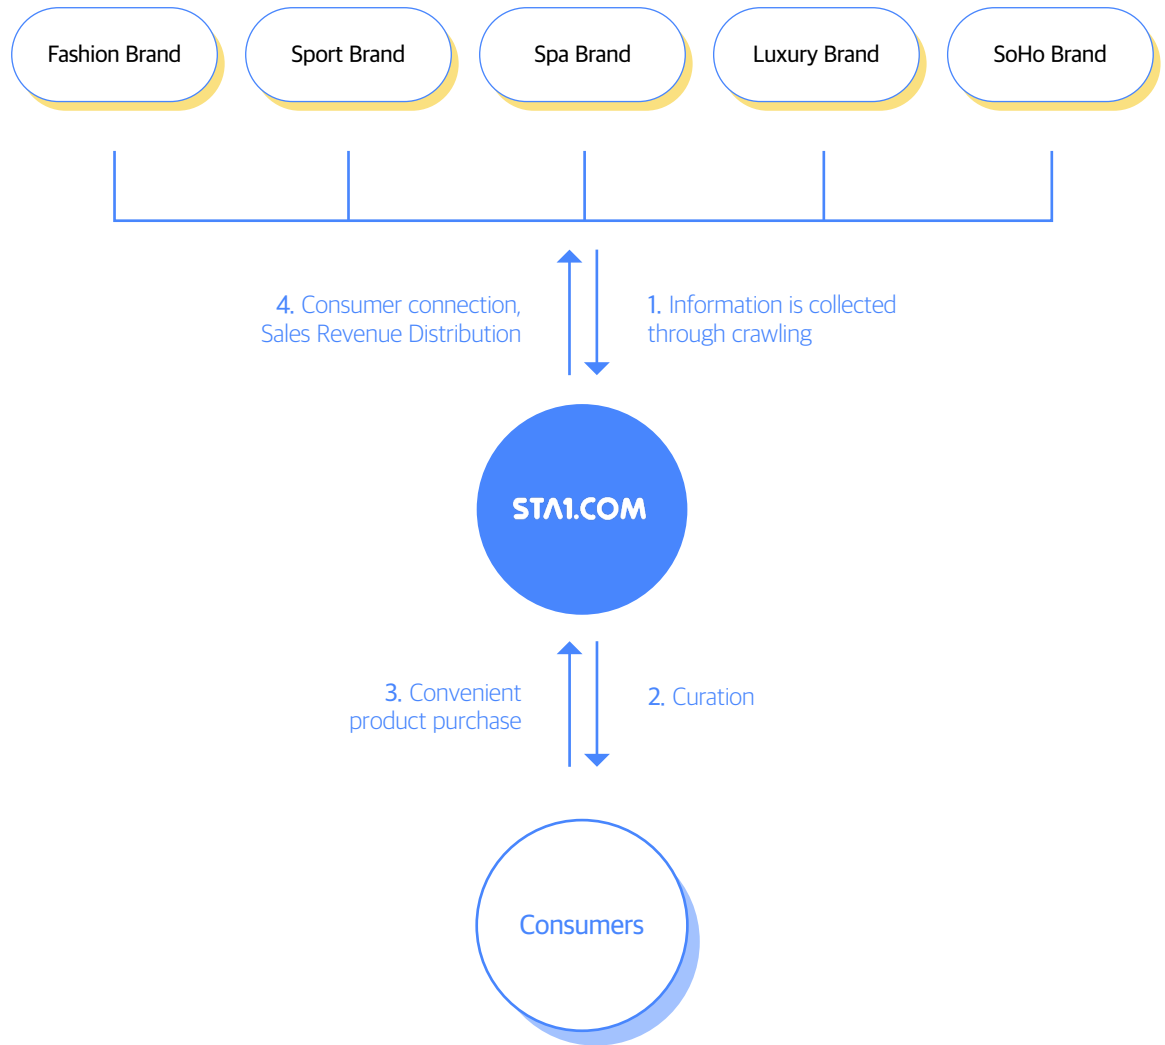 Fashion Brand
Sport Brand
Spa Brand
Luxury Brand
SoHo Brand
4. Consumer connection,
Sales Revenue Distribution
1. Information is collected
through crawling
STA1.COM
3. Convenient
product purchase
2. Curation
Consumers